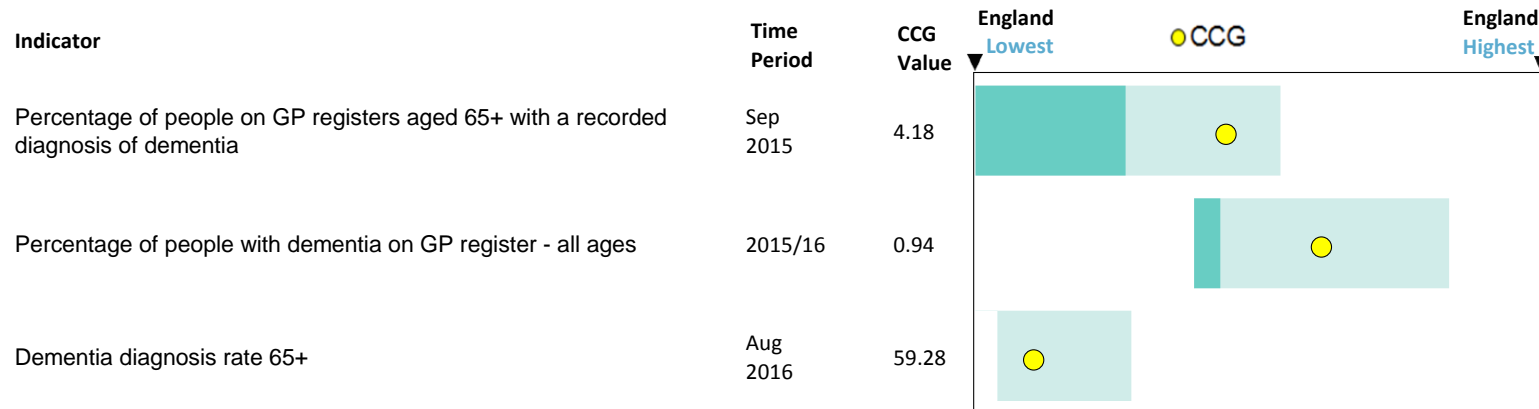 Indicator
Time Period
CCG Value
England Lowest
CCG
England Highest
Percentage of people on GP registers aged 65+ with a recorded
diagnosis of dementia
Sep
2015
4.18
Percentage of people with dementia on GP register - all ages
2015/16
0.94
Dementia diagnosis rate 65+
Aug
2016
59.28